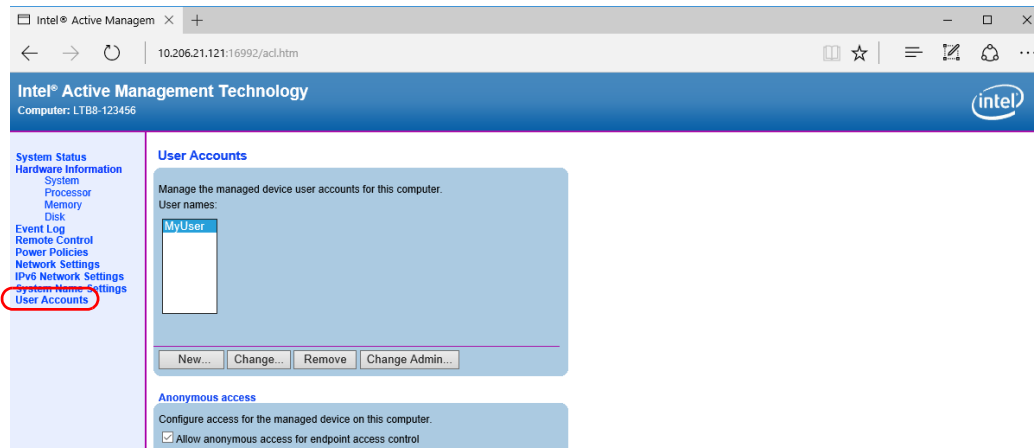 Intel® Active Managem
10.206.21.121:16992/acl.htm
Intel® Active Management Technology
Computer: LTB8-123456
intel
System Status
Hardware Information
System
Processor
Memory
Disk
Event Log
Remote Control
Power Policies
Network Settings
IPv6 Network Settings
System Name Settings
User Accounts
User Accounts
Manage the managed device user accounts for this computer.
User names:
MyUser
New... Change... Remove Change Admin...
Anonymous access
Configure access for the managed device on this computer.
Allow anonymous access for endpoint access control